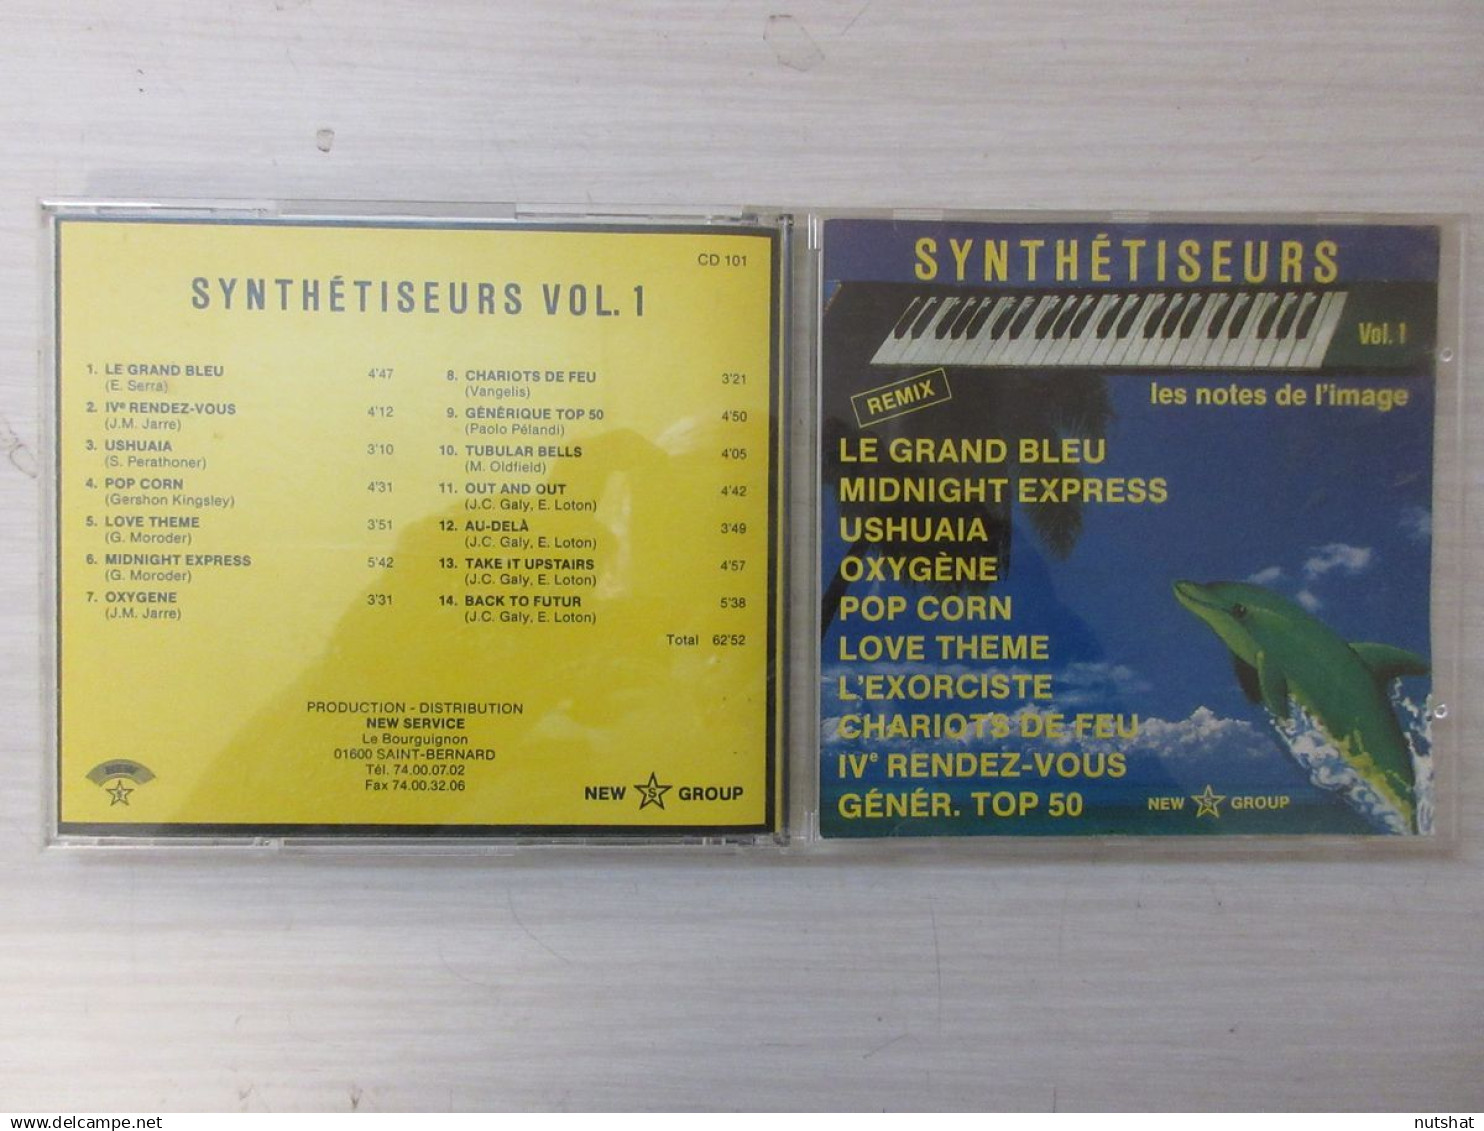 CD 101
SYNTHÉTISEURS VOL. 1
1. LE GRAND BLEU 4'47
(E. Serra)
2. IVe RENDEZ-VOUS 4'12
(J.M. Jarre)
3. USHUAIA 3'10
(S. Perathoner)
4. POP CORN 4'31
(Gershon Kingsley)
5. LOVE THEME 3'51
(G. Moroder)
6. MIDNIGHT EXPRESS 5'42
(G. Moroder)
7. OXYGENE 3'31
(J.M. Jarre)
8. CHARIOTS DE FEU 3'21
(Vangelis)
9. GÉNÉRIQUE TOP 50 4'50
(Paolo Pélandi)
10. TUBULAR BELLS 4'05
(M. Oldfield)
11. OUT AND OUT 4'42
(J.C. Galy, E. Loton)
12. AU-DELÀ 3'49
(J.C. Galy, E. Loton)
13. TAKE IT UPSTAIRS 4'57
(J.C. Galy, E. Loton)
14. BACK TO FUTUR 5'38
(J.C. Galy, E. Loton)
Total 62'52
PRODUCTION - DISTRIBUTION
NEW SERVICE
Le Bourguignon
01600 SAINT-BERNARD
Tél. 74.00.07.02
Fax 74.00.32.06
NEW
S
NEW S GROUP
SYNTHÉTISEURS
Vol. 1
REMIX
les notes de l'image
LE GRAND BLEU
MIDNIGHT EXPRESS
USHUAIA
OXYGÈNE
POP CORN
LOVE THEME
L'EXORCISTE
CHARIOTS DE FEU
IVe RENDEZ-VOUS
GÉNÉR. TOP 50
NEW S GROUP
delcampe.net
nutshat